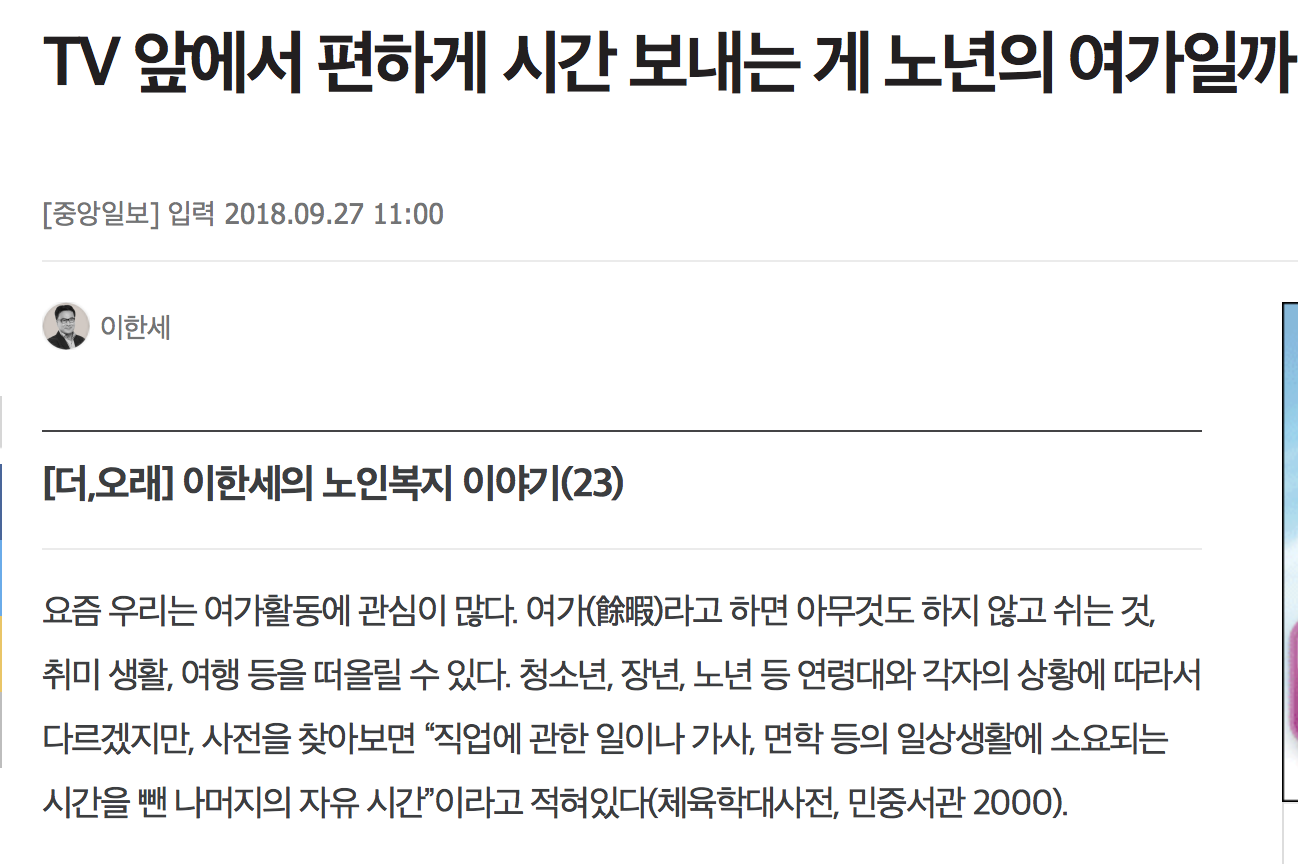 TV 앞에서 편하게 시간 보내는 게 노년의 여가일까
[중앙일보] 입력 2018.09.27 11:00
이한세
[더,오래] 이한세의 노인복지 이야기(23)
요즘 우리는 여가활동에 관심이 많다. 여가(餘暇)라고 하면 아무것도 하지 않고 쉬는 것,
취미 생활, 여행 등을 떠올릴 수 있다. 청소년, 장년, 노년 등 연령대와 각자의 상황에 따라서
다르겠지만, 사전을 찾아보면 “직업에 관한 일이나 가사, 면학 등의 일상생활에 소요되는
시간을 뺀 나머지의 자유 시간”이라고 적혀있다(체육학대사전, 민중서관 2000).